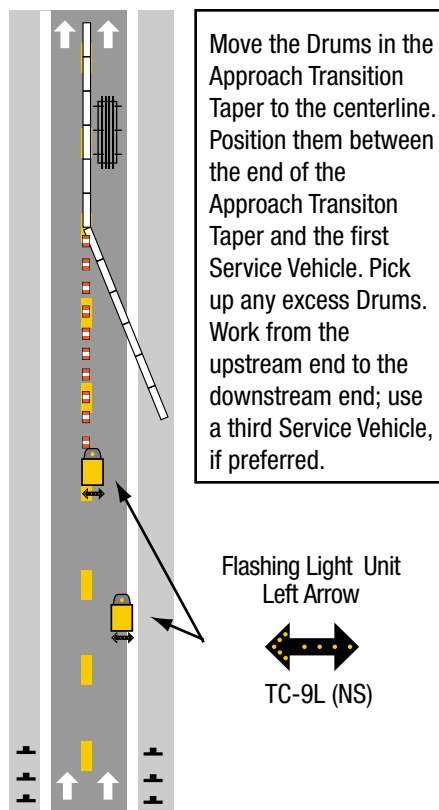 Move the Drums in the
Approach Transition
Taper to the centerline.
Position them between
the end of the
Approach Transiton
Taper and the first
Service Vehicle. Pick
up any excess Drums.
Work from the
upstream end to the
downstream end; use
a third Service Vehicle,
if preferred.
Flashing Light Unit
Left Arrow
TC-9L (NS)